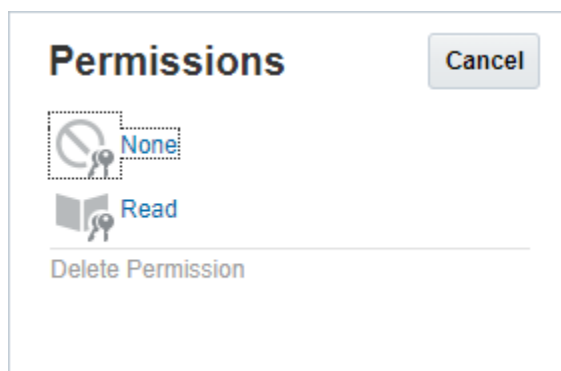 Permissions
Cancel
None
Read
Delete Permission